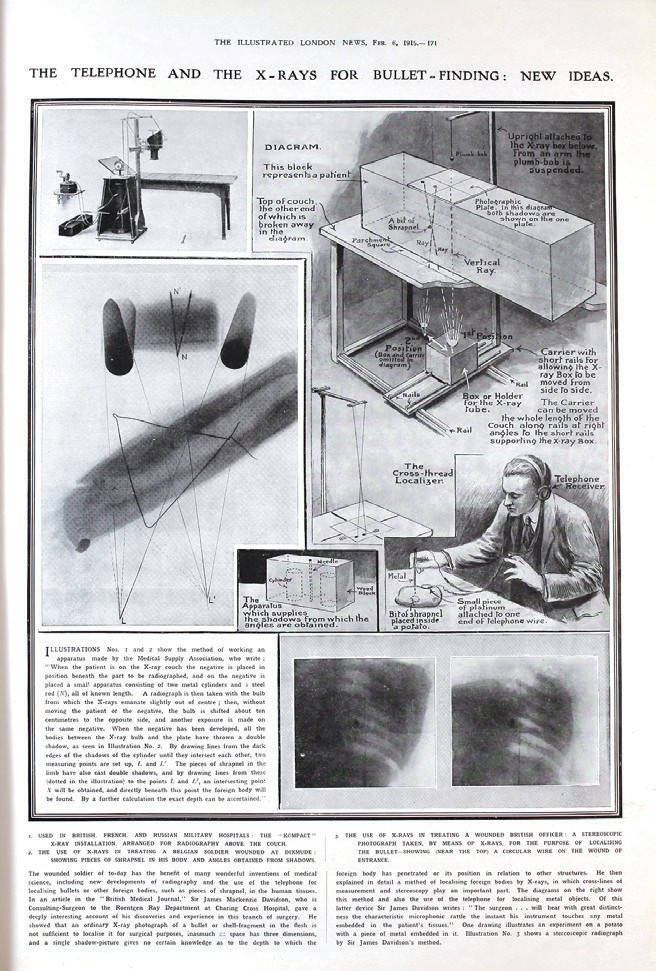 THE ILLUSTRATED LONDON NEWS, FEB. 6, 1915.—171
THE TELEPHONE AND THE X-RAYS FOR BULLET-FINDING: NEW IDEAS.
1
DIAGRAM.
This block
represents a patient
Top of couch
the other end
of which is
broken away
in the
diagram.
Plumb-bob
Upright attached to
the X-ray box below.
From an arm the
plumb-bob is
suspended.
Photographic
Plate. In this diagram
both shadows are
shown on the one
plate.
A bit of
Shrapnel
Parchment
Square
Ray
Ray
Vertical
Ray.
2nd
Position
(Box and Carrier
omitted in
diagram)
1st Position
Rails
Rail
Rail
Box or Holder
for the X-ray
tube.
Carrier with
short rails for
allowing the X-
ray Box to be
moved from
side to side.
The Carrier
can be moved
the whole length of the
Couch along rails at right
angles to the short rails
supporting the X-ray Box.
N'
N
L
L'
The
Cross-thread
Localizer.
Telephone
Receiver
Metal
Bit of shrapnel
placed inside
a potato.
Small piece
of platinum
attached to one
end of telephone wire.
Cylinder
Needle
Wood
Block
The
Apparatus
which supplies
the shadows from which the
angles are obtained.
ILLUSTRATIONS Nos. 1 and 2 show the method of working an
apparatus made by the Medical Supply Association, who write:
"When the patient is on the X-ray couch the negative is placed in
position beneath the part to be radiographed, and on the negative is
placed a small apparatus consisting of two metal cylinders and a steel
rod (N), all of known length. A radiograph is then taken with the bulb
from which the X-rays emanate slightly out of centre; then, without
moving the patient or the negative, the bulb is shifted about ten
centimetres to the opposite side, and another exposure is made on
the same negative. When the negative has been developed, all the
bodies between the X-ray bulb and the plate have thrown a double
shadow, as seen in Illustration No. 2. By drawing lines from the dark
edges of the shadows of the cylinder until they intersect each other, two
measuring points are set up, L and L'. The pieces of shrapnel in the
limb have also cast double shadows, and by drawing lines from these
(dotted in the illustration) to the points L and L', an intersecting point
X will be obtained, and directly beneath this point the foreign body will
be found. By a further calculation the exact depth can be ascertained."
1. USED IN BRITISH, FRENCH, AND RUSSIAN MILITARY HOSPITALS: THE "KOMPACT"
X-RAY INSTALLATION, ARRANGED FOR RADIOGRAPHY ABOVE THE COUCH.
2. THE USE OF X-RAYS IN TREATING A BELGIAN SOLDIER WOUNDED AT DIXMUDE:
SHOWING PIECES OF SHRAPNEL IN HIS BODY, AND ANGLES OBTAINED FROM SHADOWS.
3. THE USE OF X-RAYS IN TREATING A WOUNDED BRITISH OFFICER: A STEREOSCOPIC
PHOTOGRAPH TAKEN, BY MEANS OF X-RAYS, FOR THE PURPOSE OF LOCALISING
THE BULLET—SHOWING (NEAR THE TOP) A CIRCULAR WIRE ON THE WOUND OF
ENTRANCE.
The wounded soldier of to-day has the benefit of many wonderful inventions of medical
science, including new developments of radiography and the use of the telephone for
localising bullets or other foreign bodies, such as pieces of shrapnel, in the human tissues.
In an article in the "British Medical Journal," Sir James Mackenzie Davidson, who is
Consulting-Surgeon to the Roentgen Ray Department at Charing Cross Hospital, gave a
deeply interesting account of his discoveries and experience in this branch of surgery. He
showed that an ordinary X-ray photograph of a bullet or shell-fragment in the flesh is
not sufficient to localise it for surgical purposes, inasmuch as space has three dimensions,
and a single shadow-picture gives no certain knowledge as to the depth to which the
foreign body has penetrated or its position in relation to other structures. He then
explained in detail a method of localising foreign bodies by X-rays, in which cross-lines of
measurement and stereoscopy play an important part. The diagrams on the right show
this method and also the use of the telephone for localising metal objects. Of this
latter device Sir James Davidson writes: "The surgeon . . . will hear with great distinct-
ness the characteristic microphonic rattle the instant his instrument touches any metal
embedded in the patient's tissues." One drawing illustrates an experiment on a potato
with a piece of metal embedded in it. Illustration No. 3 shows a stereoscopic radiograph
by Sir James Davidson's method.